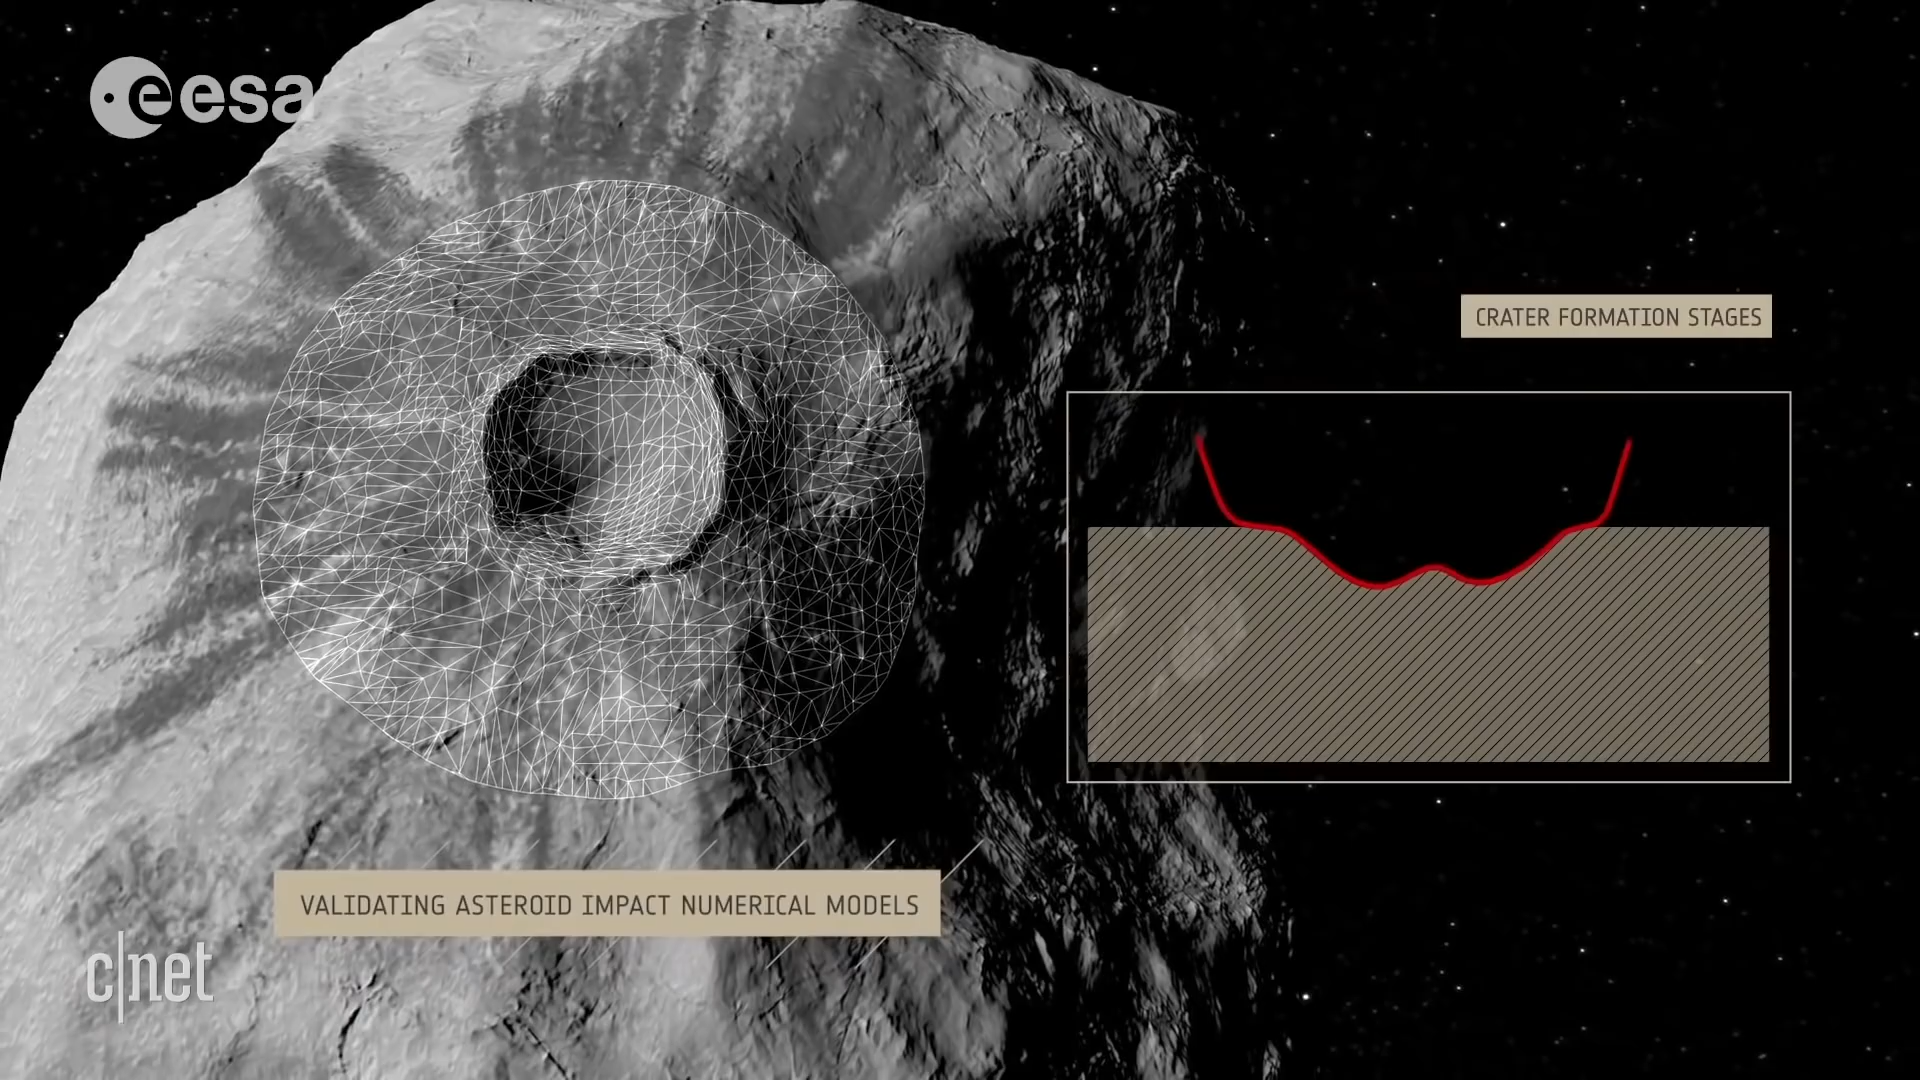 esa
CRATER FORMATION STAGES
VALIDATING ASTEROID IMPACT NUMERICAL MODELS
c|net